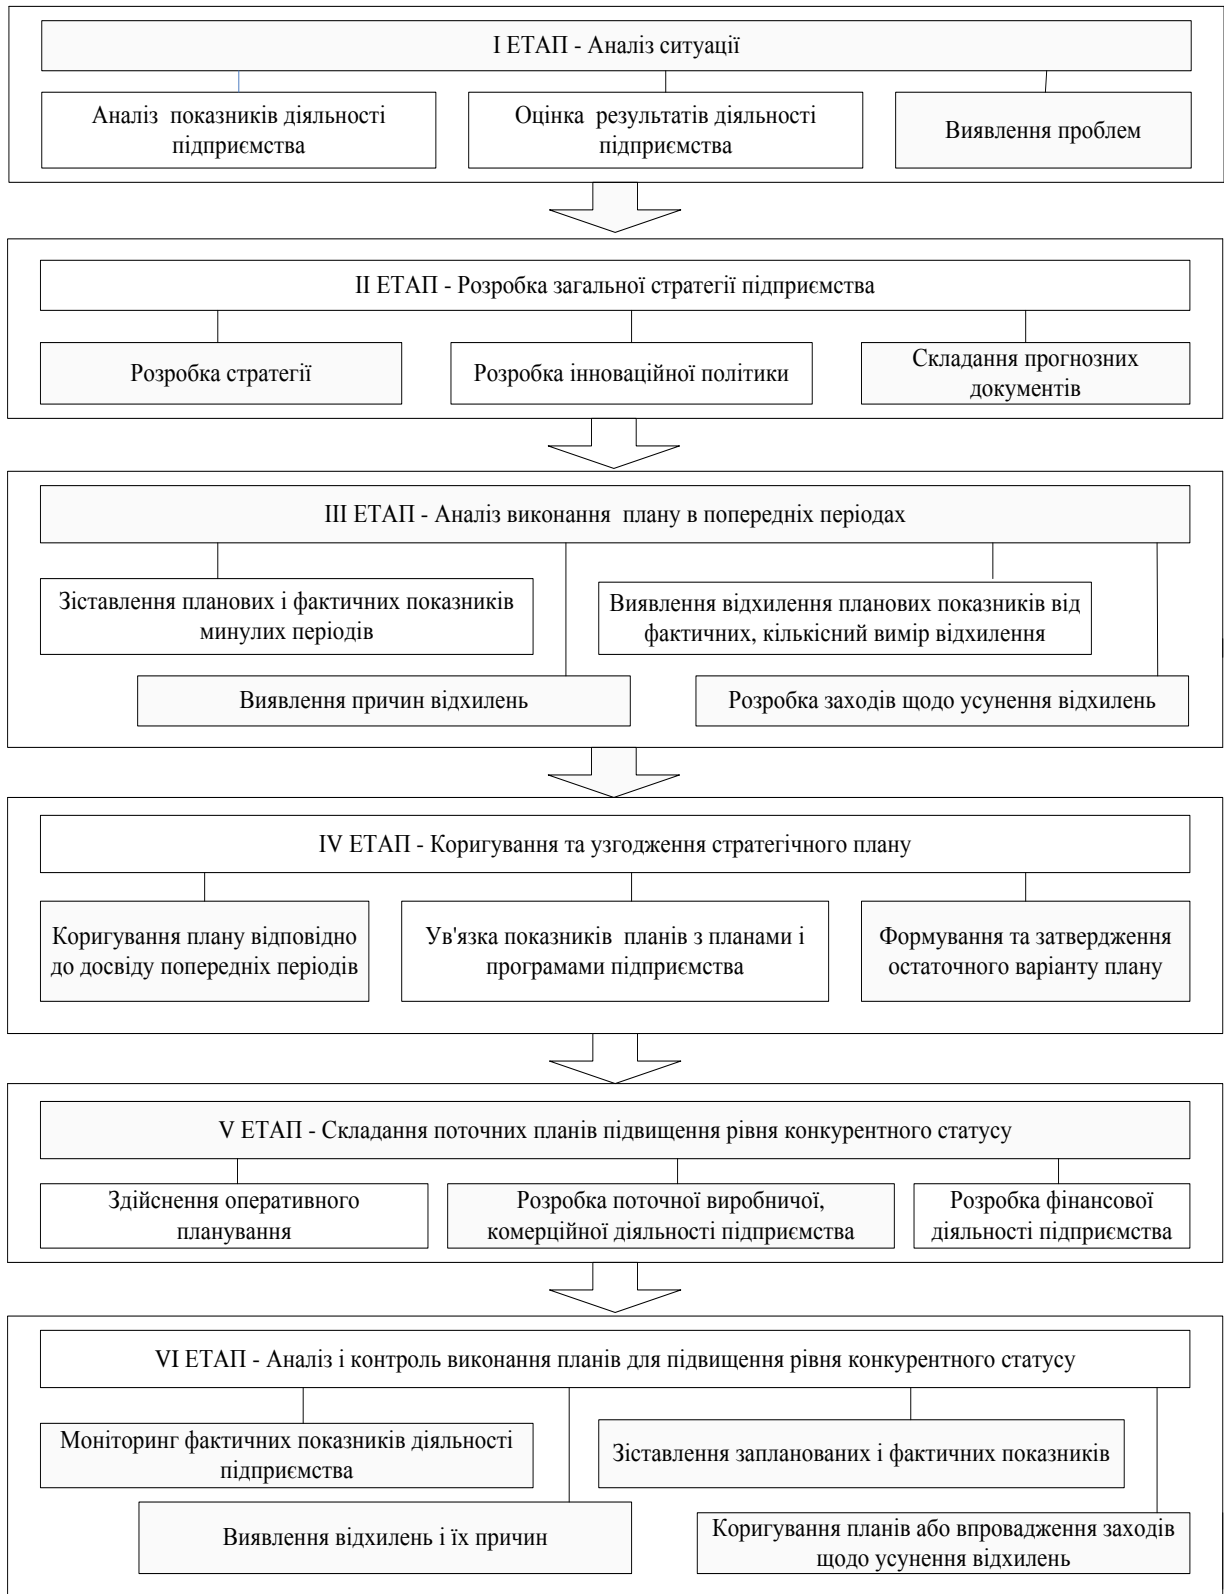 I ЕТАП - Аналіз ситуації
Аналіз показників діяльності
підприємства
Оцінка результатів діяльності
підприємства
Виявлення проблем
II ЕТАП - Розробка загальної стратегії підприємства
Розробка стратегії
Розробка інноваційної політики
Складання прогнозних
документів
III ЕТАП - Аналіз виконання плану в попередніх періодах
Зіставлення планових і фактичних показників
минулих періодів
Виявлення відхилення планових показників від
фактичних, кількісний вимір відхилення
Виявлення причин відхилень
Розробка заходів щодо усунення відхилень
IV ЕТАП - Коригування та узгодження стратегічного плану
Коригування плану відповідно
до досвіду попередніх періодів
Ув'язка показників планів з планами і
програмами підприємства
Формування та затвердження
остаточного варіанту плану
V ЕТАП - Складання поточних планів підвищення рівня конкурентного статусу
Здійснення оперативного
планування
Розробка поточної виробничої,
комерційної діяльності підприємства
Розробка фінансової
діяльності підприємства
VI ЕТАП - Аналіз і контроль виконання планів для підвищення рівня конкурентного статусу
Моніторинг фактичних показників діяльності
підприємства
Зіставлення запланованих і фактичних показників
Виявлення відхилень і їх причин
Коригування планів або впровадження заходів
щодо усунення відхилень